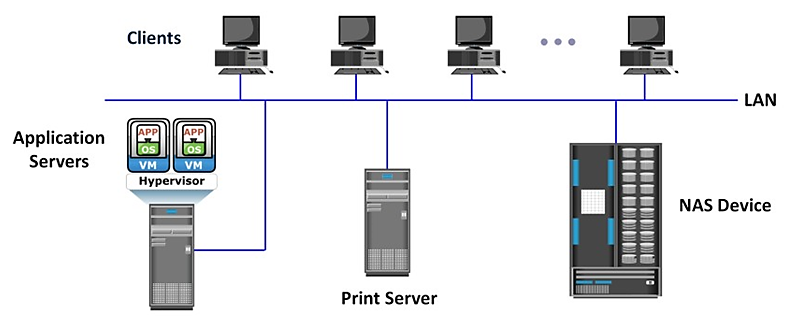 Clients
LAN
Application
Servers
APP APP
OS OS
VM VM
Hypervisor
NAS Device
Print Server